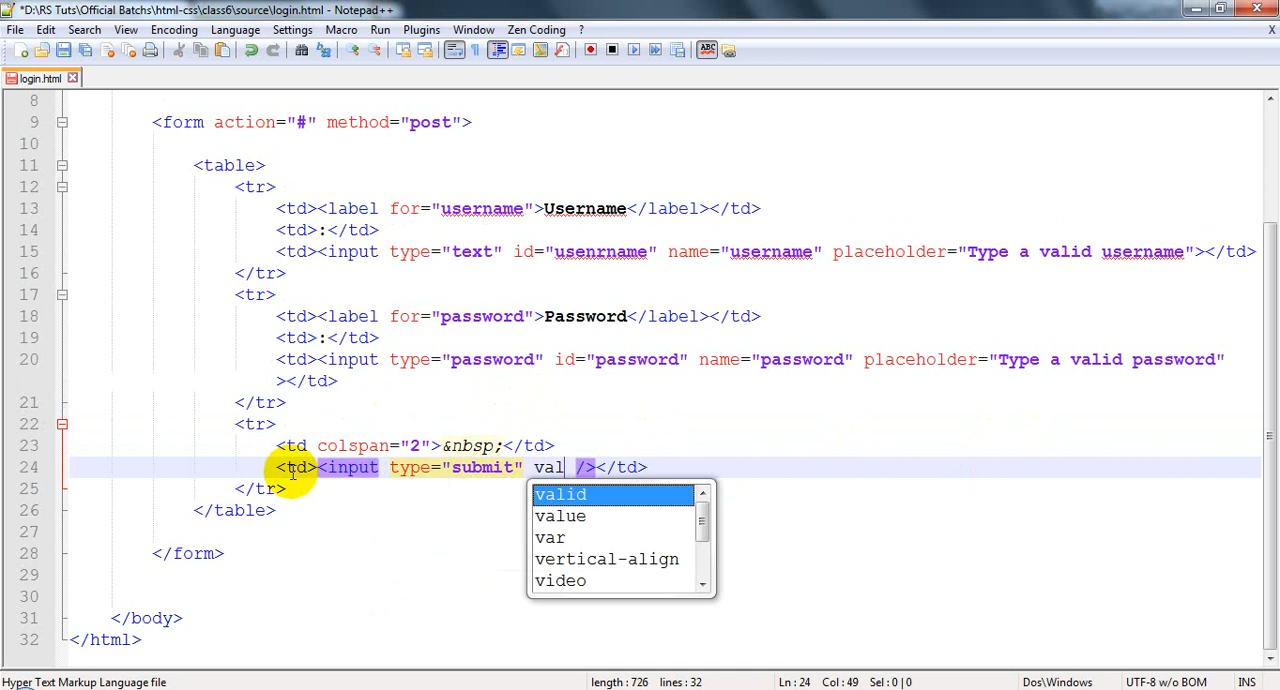 *D:\RS Tuts\Official Batchs\html-css\class6\source\login.html - Notepad++
File Edit Search View Encoding Language Settings Macro Run Plugins Window Zen Coding ? X
login.html
8
9 <form action="#" method="post">
10
11 <table>
12 <tr>
13 <td><label for="username">Username</label></td>
14 <td>:</td>
15 <td><input type="text" id="usenrname" name="username" placeholder="Type a valid username"></td>
16 </tr>
17 <tr>
18 <td><label for="password">Password</label></td>
19 <td>:</td>
20 <td><input type="password" id="password" name="password" placeholder="Type a valid password"
></td>
21 </tr>
22 <tr>
23 <td colspan="2">&nbsp;</td>
24 <td><input type="submit" val /></td>
25 </tr>
valid
value
var
vertical-align
video
26 </table>
27
28 </form>
29
30
31 </body>
32 </html>
Hyper Text Markup Language file length : 726 lines : 32 Ln : 24 Col : 49 Sel : 0 | 0 Dos\Windows UTF-8 w/o BOM INS